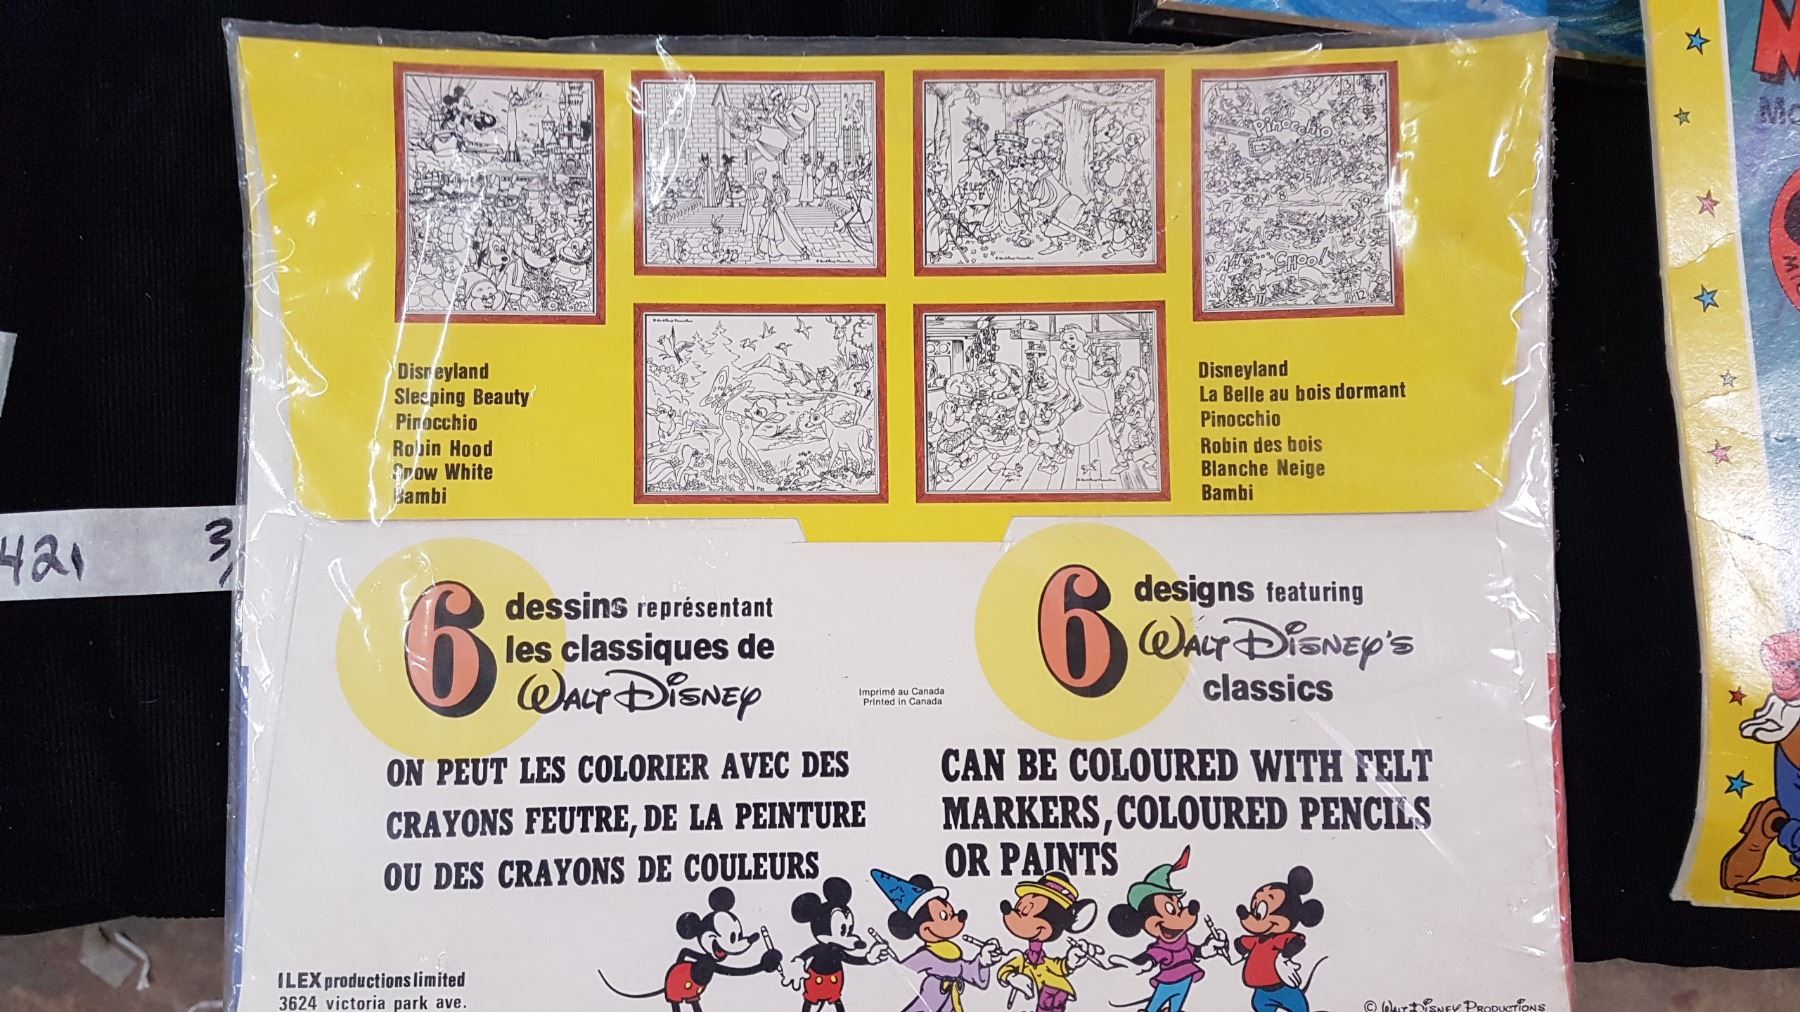 Pinocchio
AH... CHOO!
Disneyland
Sleeping Beauty
Pinocchio
Robin Hood
Snow White
Bambi
Disneyland
La Belle au bois dormant
Pinocchio
Robin des bois
Blanche Neige
Bambi
421
3
6 dessins représentant
les classiques de
WALT DISNEY
ON PEUT LES COLORIER AVEC DES
CRAYONS FEUTRE, DE LA PEINTURE
OU DES CRAYONS DE COULEURS
Imprimé au Canada
Printed in Canada
6 designs featuring
WALT DISNEY'S
classics
CAN BE COLOURED WITH FELT
MARKERS, COLOURED PENCILS
OR PAINTS
ILEX productions limited
3624 victoria park ave.
© WALT DISNEY PRODUCTIONS